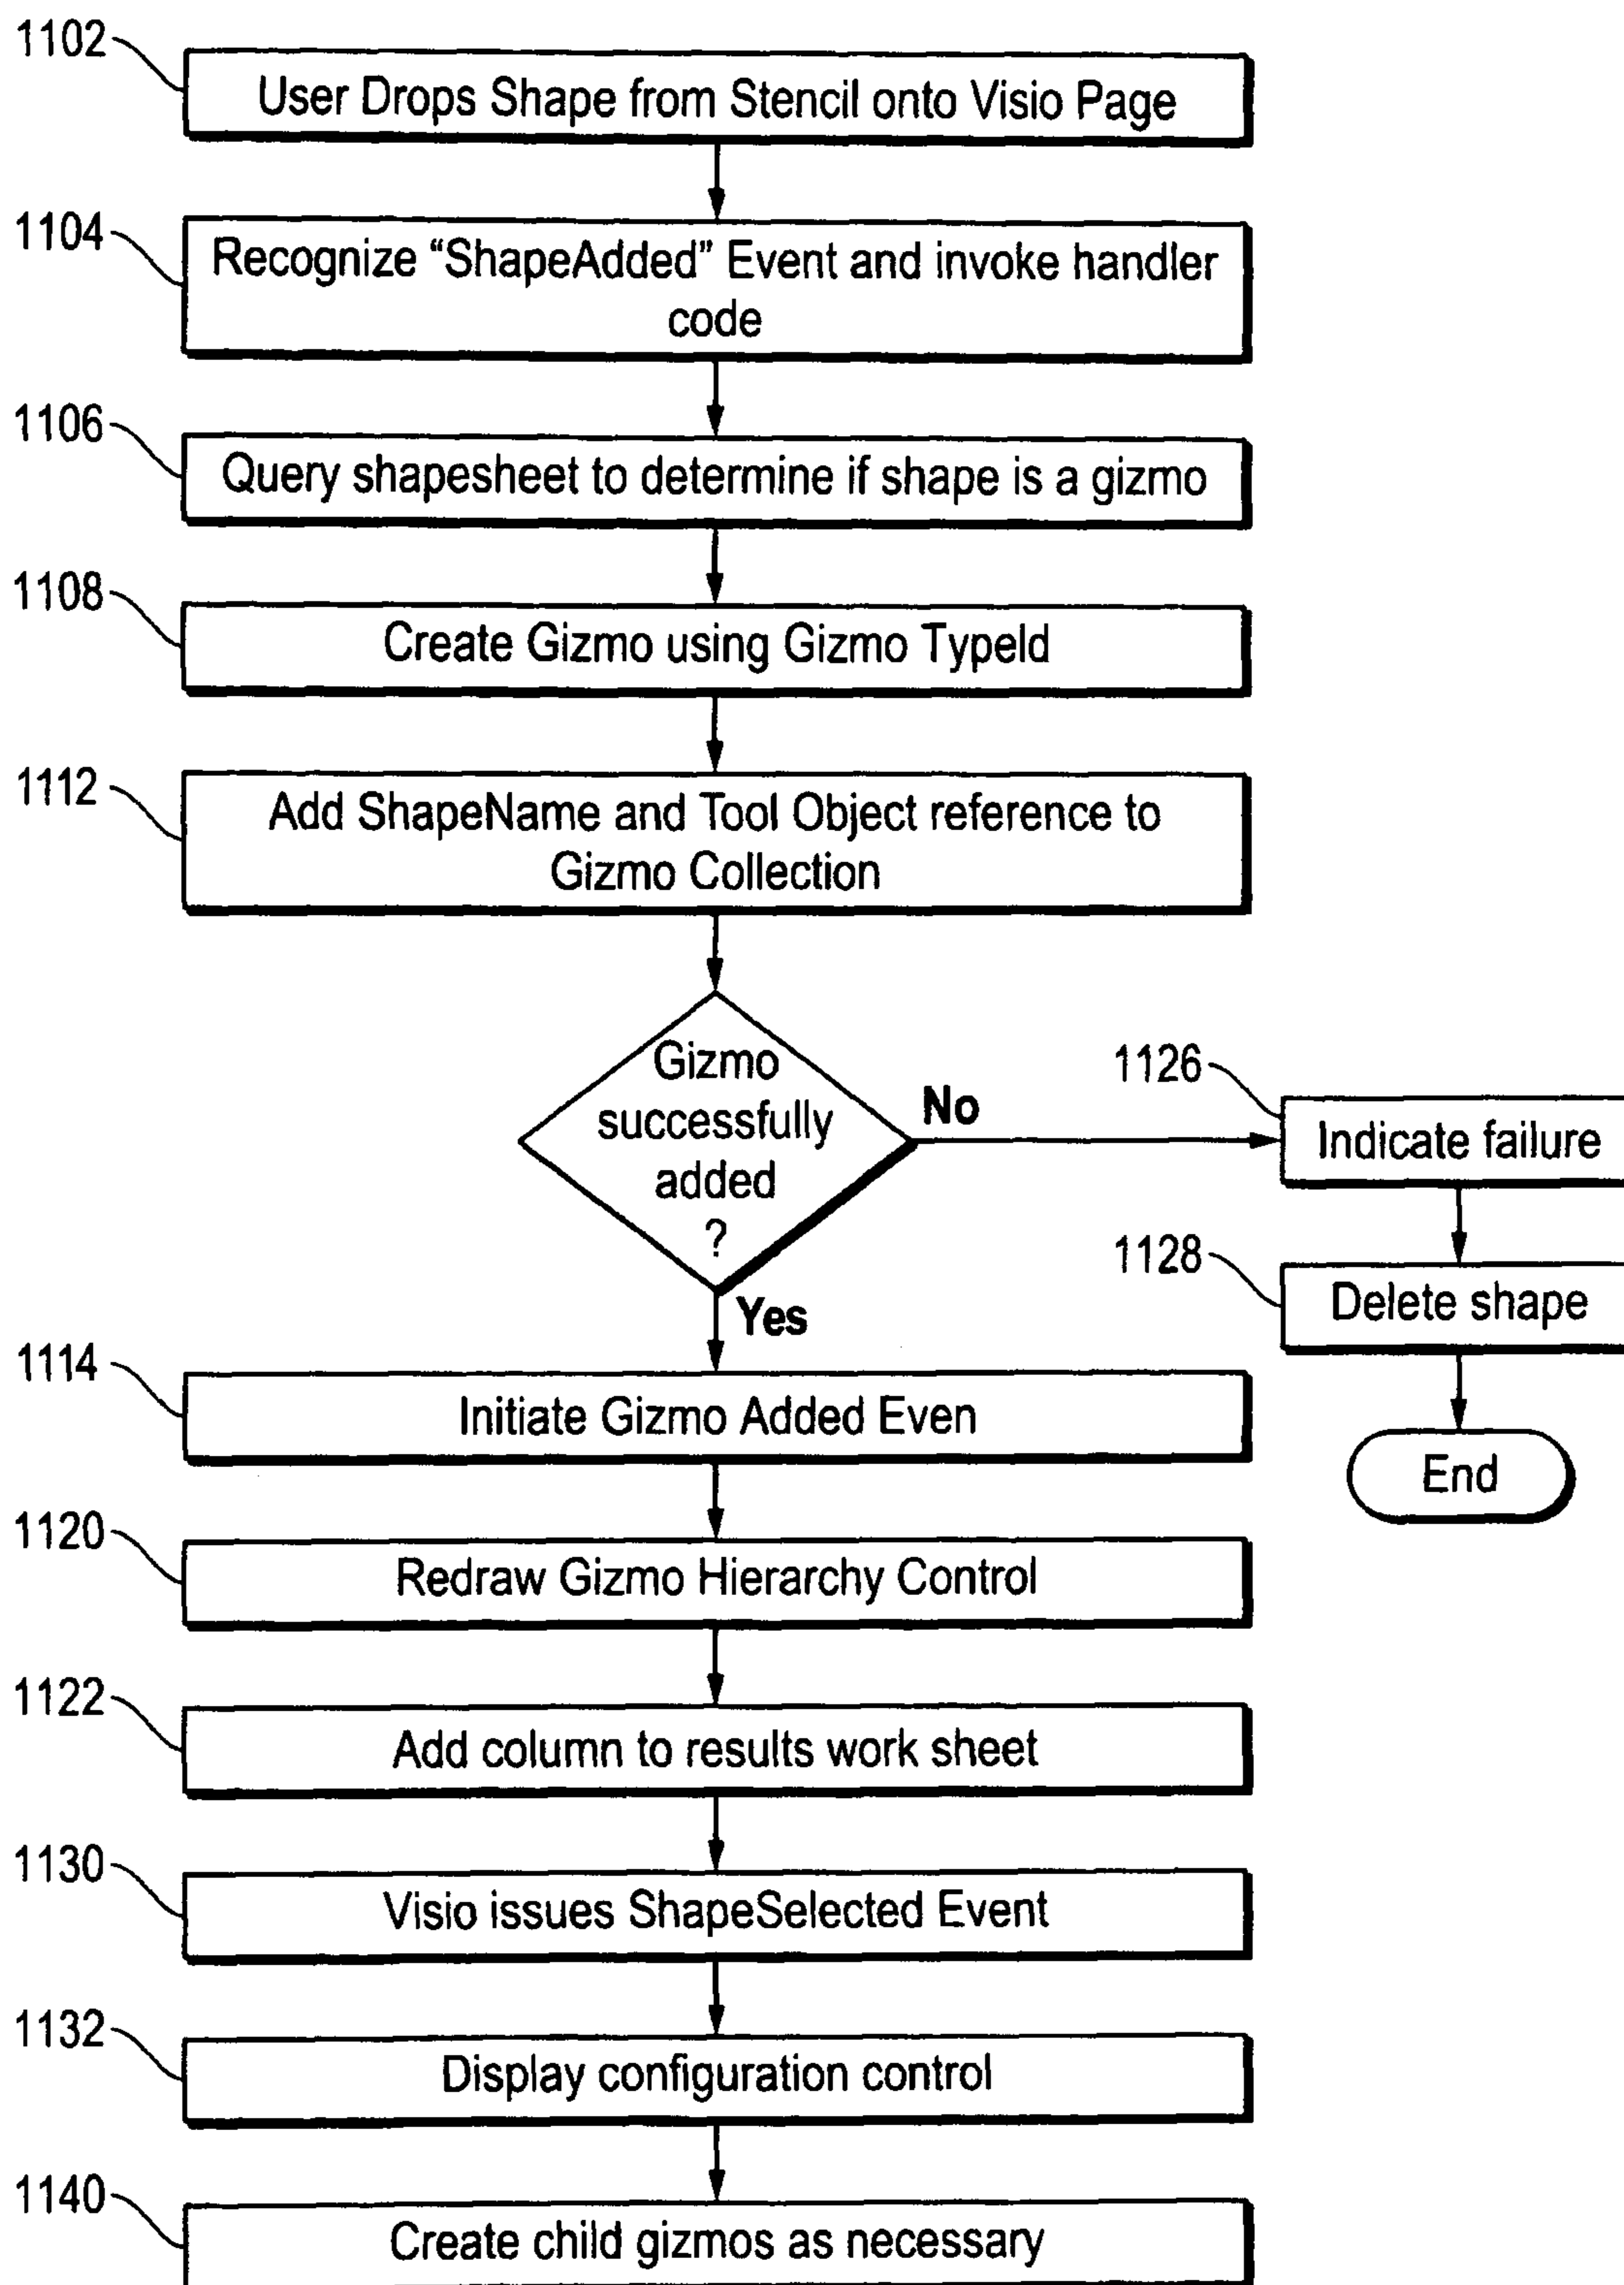 1102
User Drops Shape from Stencil onto Visio Page
1104
Recognize “ShapeAdded” Event and invoke handler
code
1106
Query shapesheet to determine if shape is a gizmo
1108
Create Gizmo using Gizmo TypeId
1112
Add ShapeName and Tool Object reference to
Gizmo Collection
Gizmo
successfully
added
?
No
1126
Indicate failure
1128
Delete shape
End
Yes
1114
Initiate Gizmo Added Even
1120
Redraw Gizmo Hierarchy Control
1122
Add column to results work sheet
1130
Visio issues ShapeSelected Event
1132
Display configuration control
1140
Create child gizmos as necessary